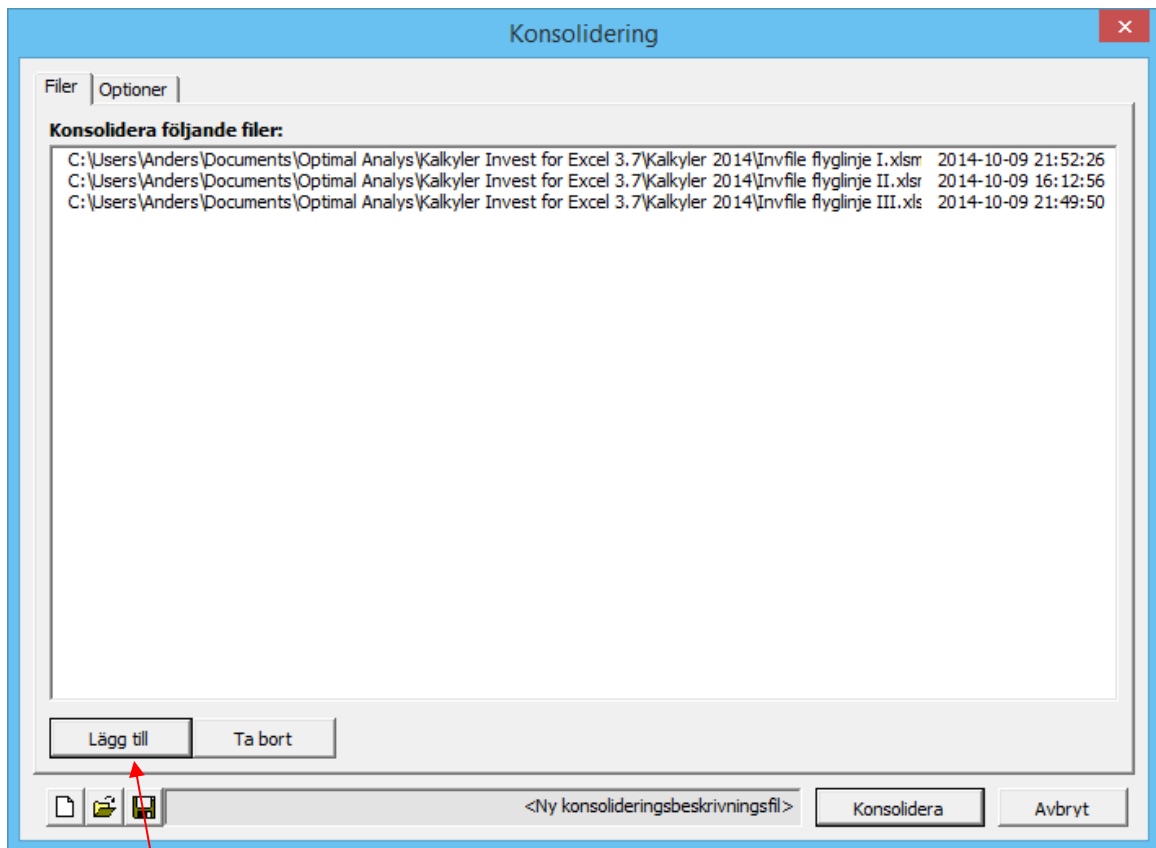 Konsolidering
Filer Optioner
Konsolidera följande filer:
C:\Users\Anders\Documents\Optimal Analys\Kalkyler Invest for Excel 3.7\Kalkyler 2014\Invfile flyglinje I.xlsm 2014-10-09 21:52:26
C:\Users\Anders\Documents\Optimal Analys\Kalkyler Invest for Excel 3.7\Kalkyler 2014\Invfile flyglinje II.xlsr 2014-10-09 16:12:56
C:\Users\Anders\Documents\Optimal Analys\Kalkyler Invest for Excel 3.7\Kalkyler 2014\Invfile flyglinje III.xls 2014-10-09 21:49:50
Lägg till Ta bort
<Ny konsolideringsbeskrivningsfil> Konsolidera Avbryt